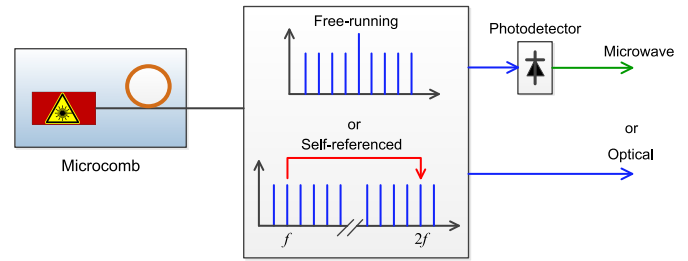 Free-running
Photodetector
Microwave
or
Self-referenced
or
Optical
Microcomb
f
2f